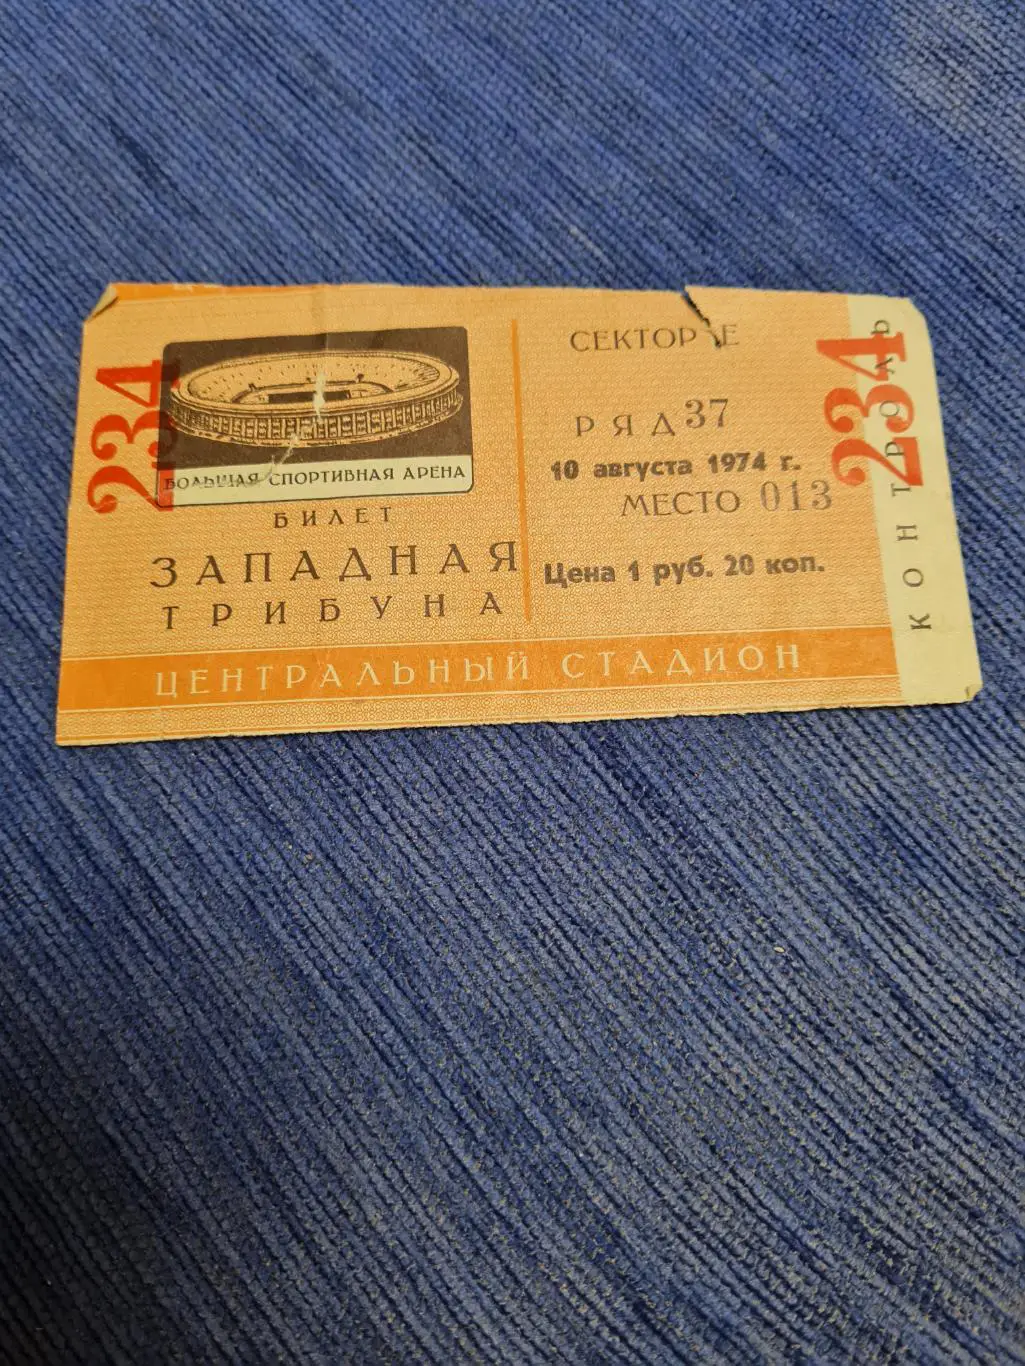 234
БОЛЬШАЯ СПОРТИВНАЯ АРЕНА
БИЛЕТ
ЗАПАДНАЯ
ТРИБУНА
СЕКТОР Е
РЯД 37
10 августа 1974 г.
МЕСТО 013
Цена 1 руб. 20 коп.
234
КОНТРОЛЬ
ЦЕНТРАЛЬНЫЙ СТАДИОН